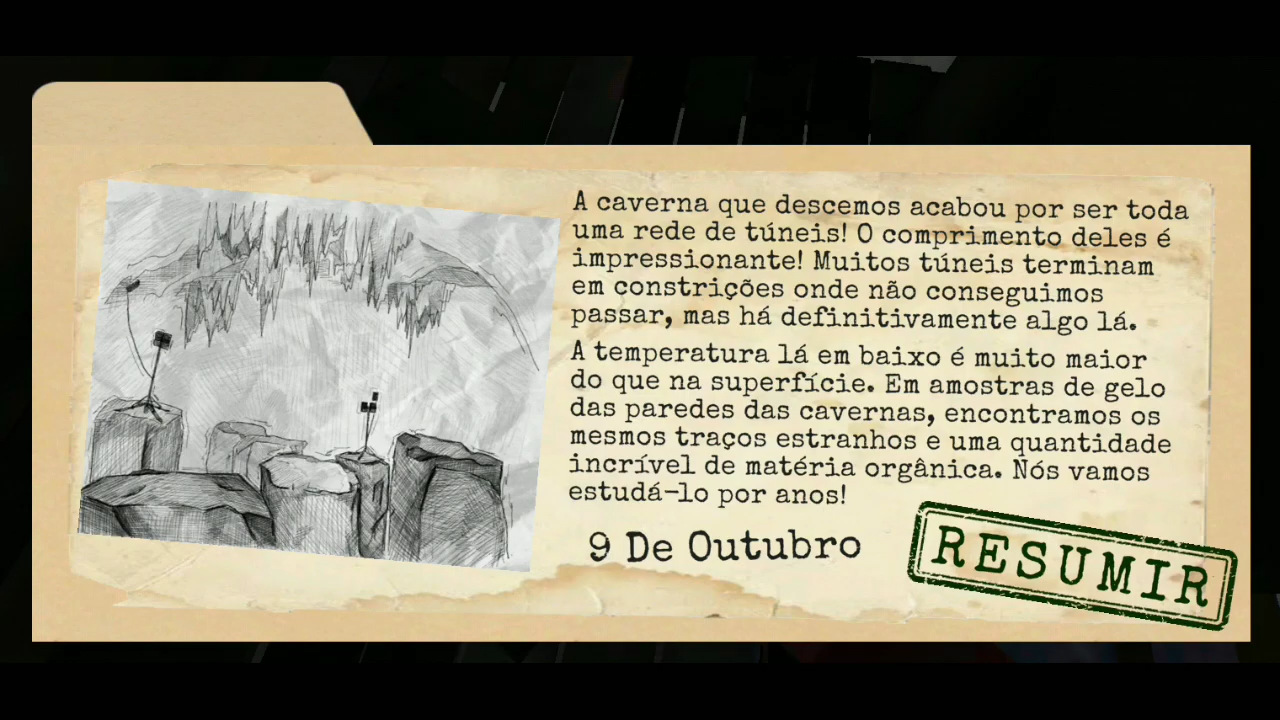 A caverna que descemos acabou por ser toda
uma rede de túneis! O comprimento deles é
impressionante! Muitos túneis terminam
em constrições onde não conseguimos
passar, mas há definitivamente algo lá.
A temperatura lá em baixo é muito maior
do que na superfície. Em amostras de gelo
das paredes das cavernas, encontramos os
mesmos traços estranhos e uma quantidade
incrível de matéria orgânica. Nós vamos
estudá-lo por anos!
9 De Outubro
RESUMIR